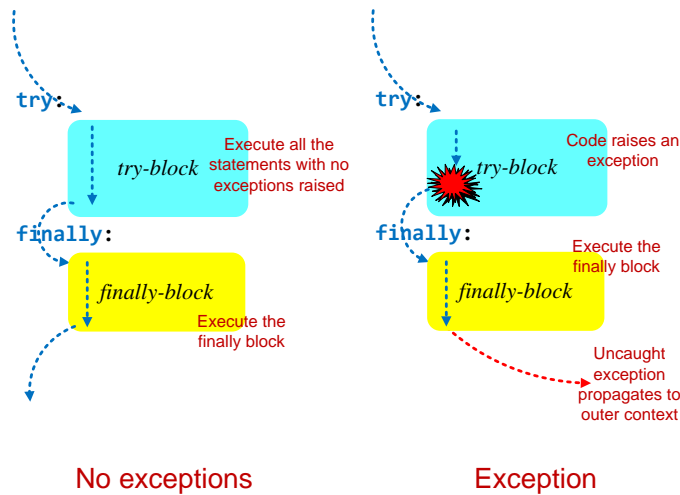 try:
Execute all the
statements with no
exceptions raised
try-block
finally:
finally-block
Execute the
finally block
No exceptions
try:
Code raises an
exception
try-block
finally:
Execute the
finally block
finally-block
Uncaught
exception
propagates to
outer context
Exception